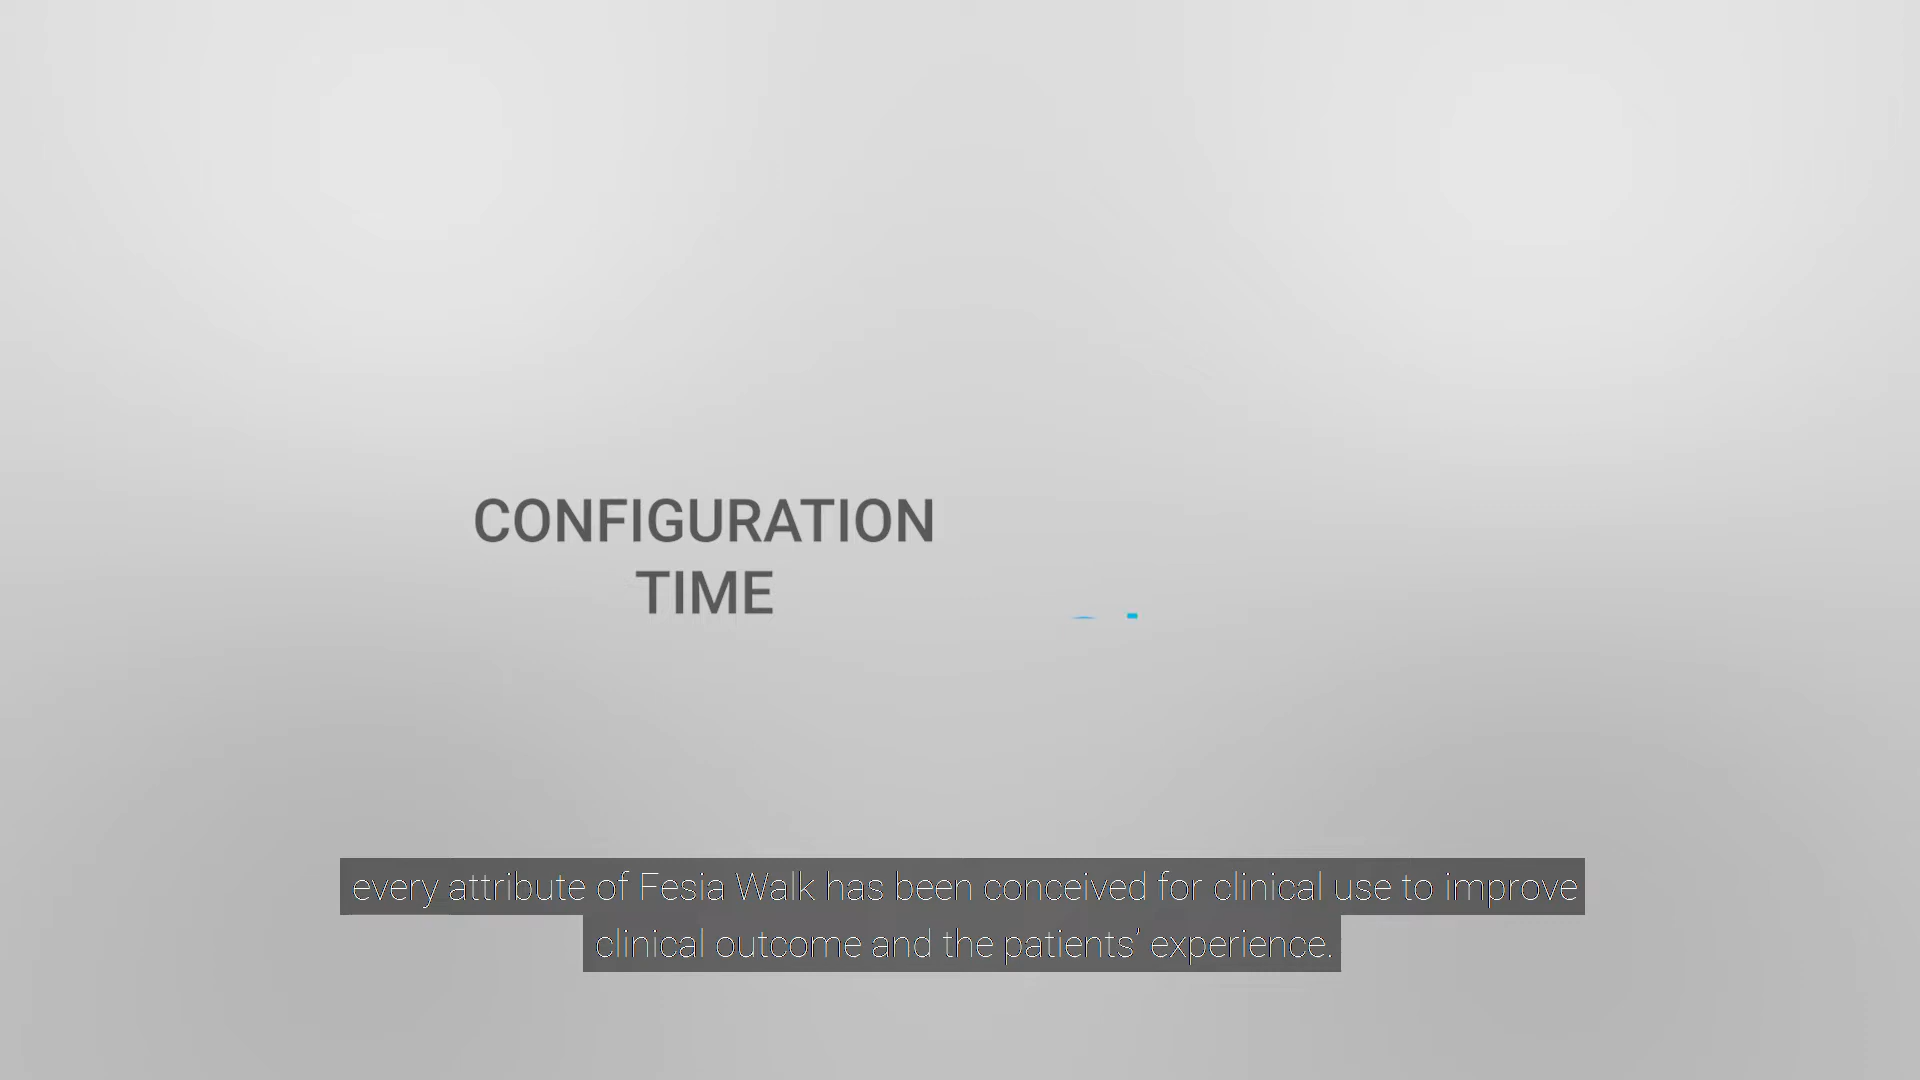 CONFIGURATION
TIME
every attribute of Fesia Walk has been conceived for clinical use to improve
clinical outcome and the patients’ experience.